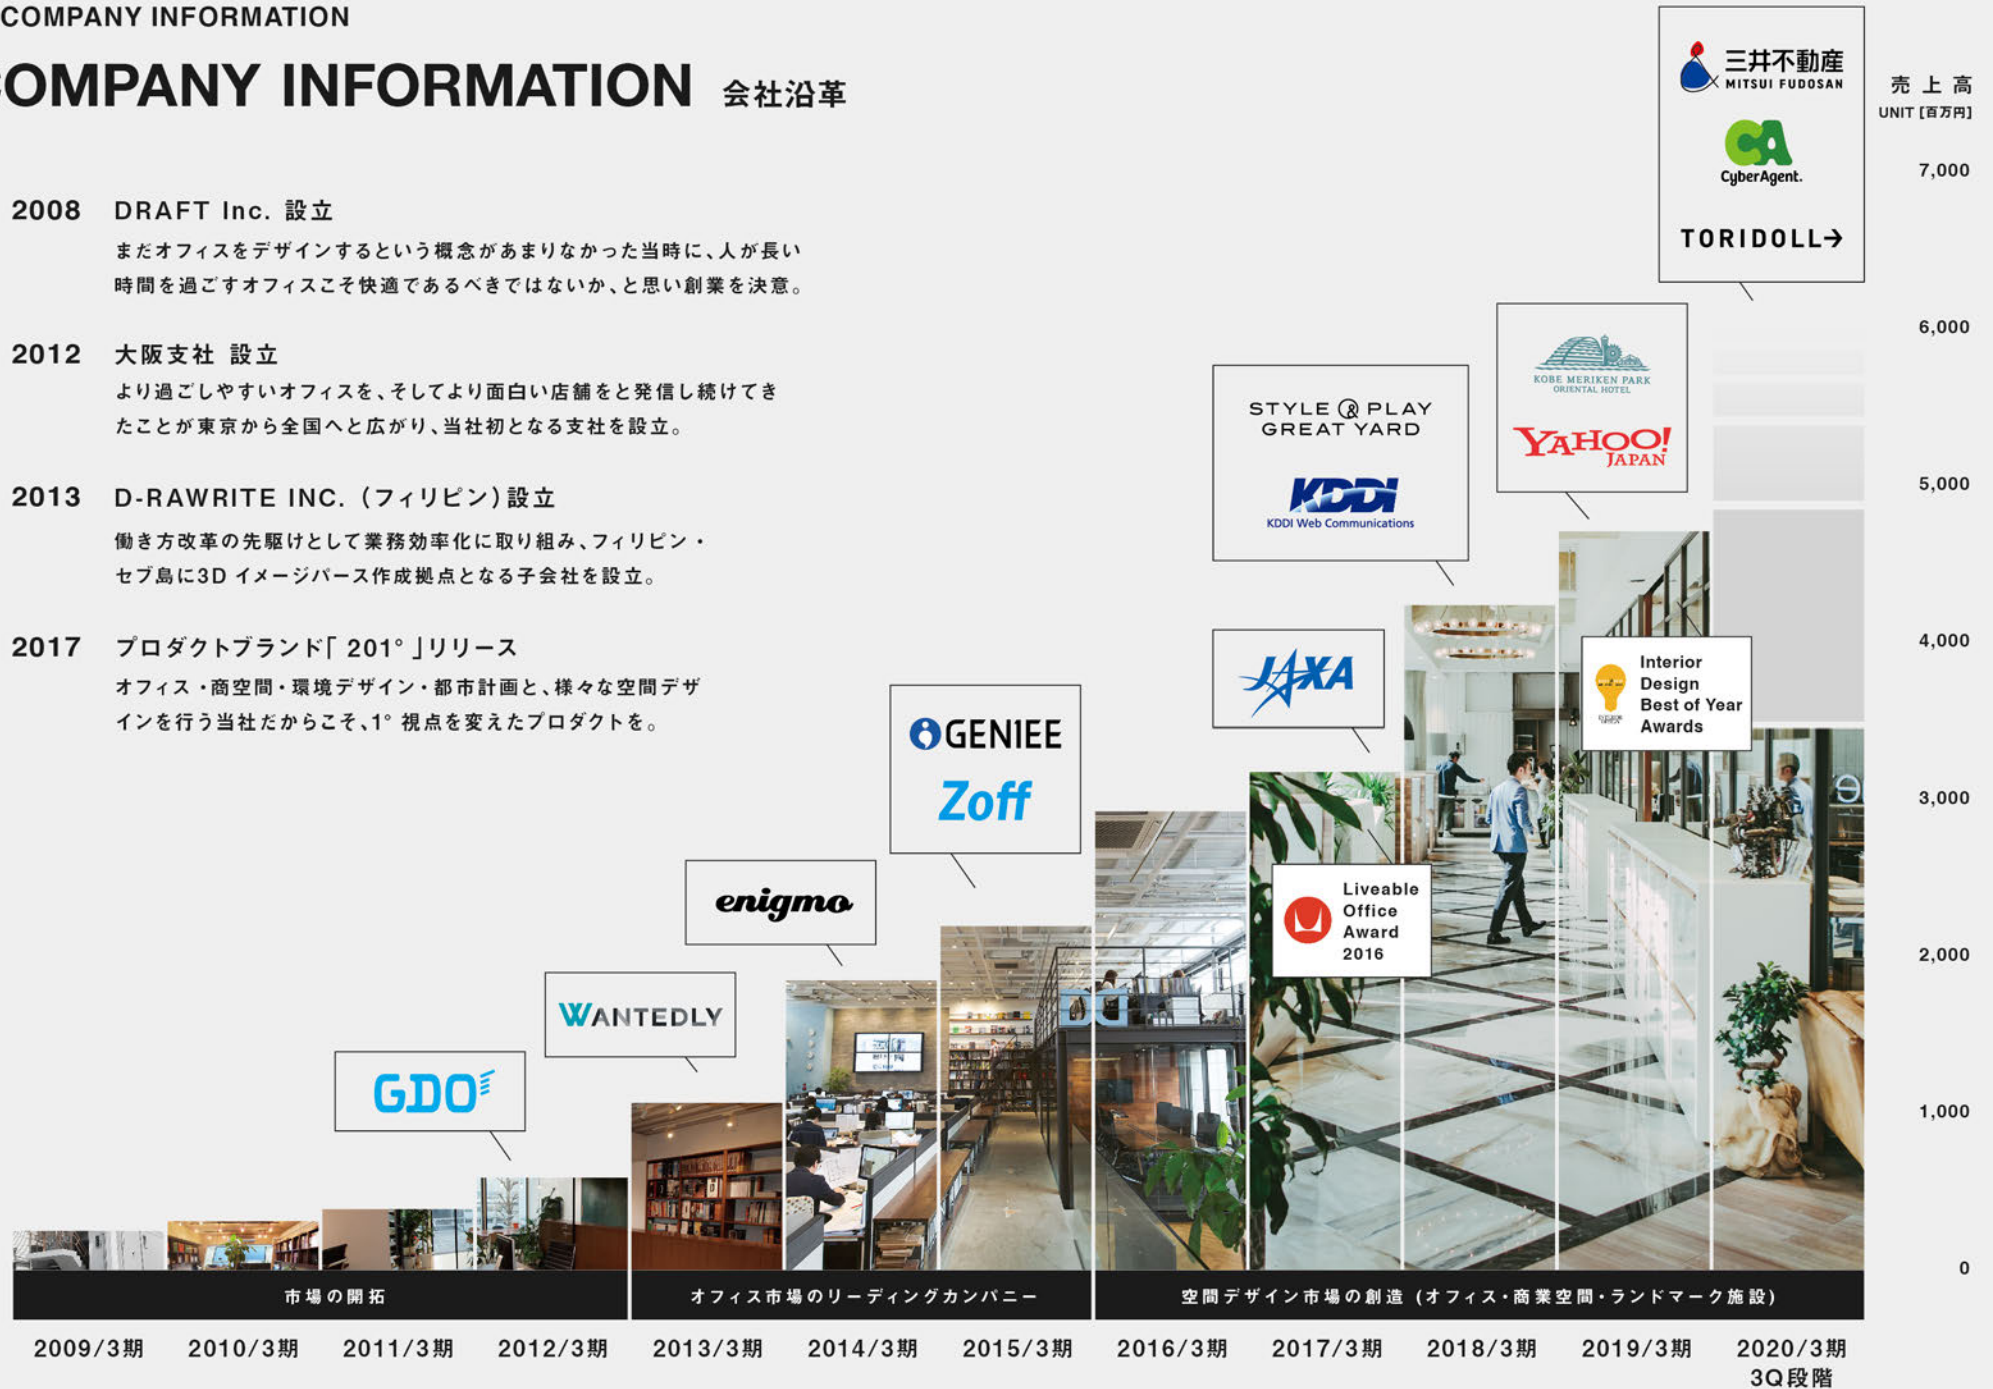 COMPANY INFORMATION
COMPANY INFORMATION 会社沿革
2008 DRAFT Inc. 設立
まだオフィスをデザインするという概念があまりなかった当時に、人が長い
時間を過ごすオフィスこそ快適であるべきではないか、と思い創業を決意。
2012 大阪支社 設立
より過ごしやすいオフィスを、そしてより面白い店舗をと発信し続けてき
たことが東京から全国へと広がり、当社初となる支社を設立。
2013 D-RAWRITE INC. (フィリピン)設立
働き方改革の先駆けとして業務効率化に取り組み、フィリピン・
セブ島に3D イメージパース作成拠点となる子会社を設立。
2017 プロダクトブランド「 201° 」リリース
オフィス・商空間・環境デザイン・都市計画と、様々な空間デザ
インを行う当社だからこそ、1° 視点を変えたプロダクトを。
GDO
WANTEDLY
enigmo
GENIEE
Zoff
JAXA
STYLE & PLAY
GREAT YARD
KDDI
KDDI Web Communications
KOBE MERIKEN PARK
ORIENTAL HOTEL
YAHOO!
JAPAN
三井不動産
MITSUI FUDOSAN
CA
CyberAgent.
TORIDOLL→
Liveable
Office
Award
2016
Interior
Design
Best of Year
Awards
売上高
UNIT [百万円]
7,000
6,000
5,000
4,000
3,000
2,000
1,000
0
市場の開拓
オフィス市場のリーディングカンパニー
空間デザイン市場の創造 (オフィス・商業空間・ランドマーク施設)
2009/3期 2010/3期 2011/3期 2012/3期 2013/3期 2014/3期 2015/3期 2016/3期 2017/3期 2018/3期 2019/3期 2020/3期
3Q段階